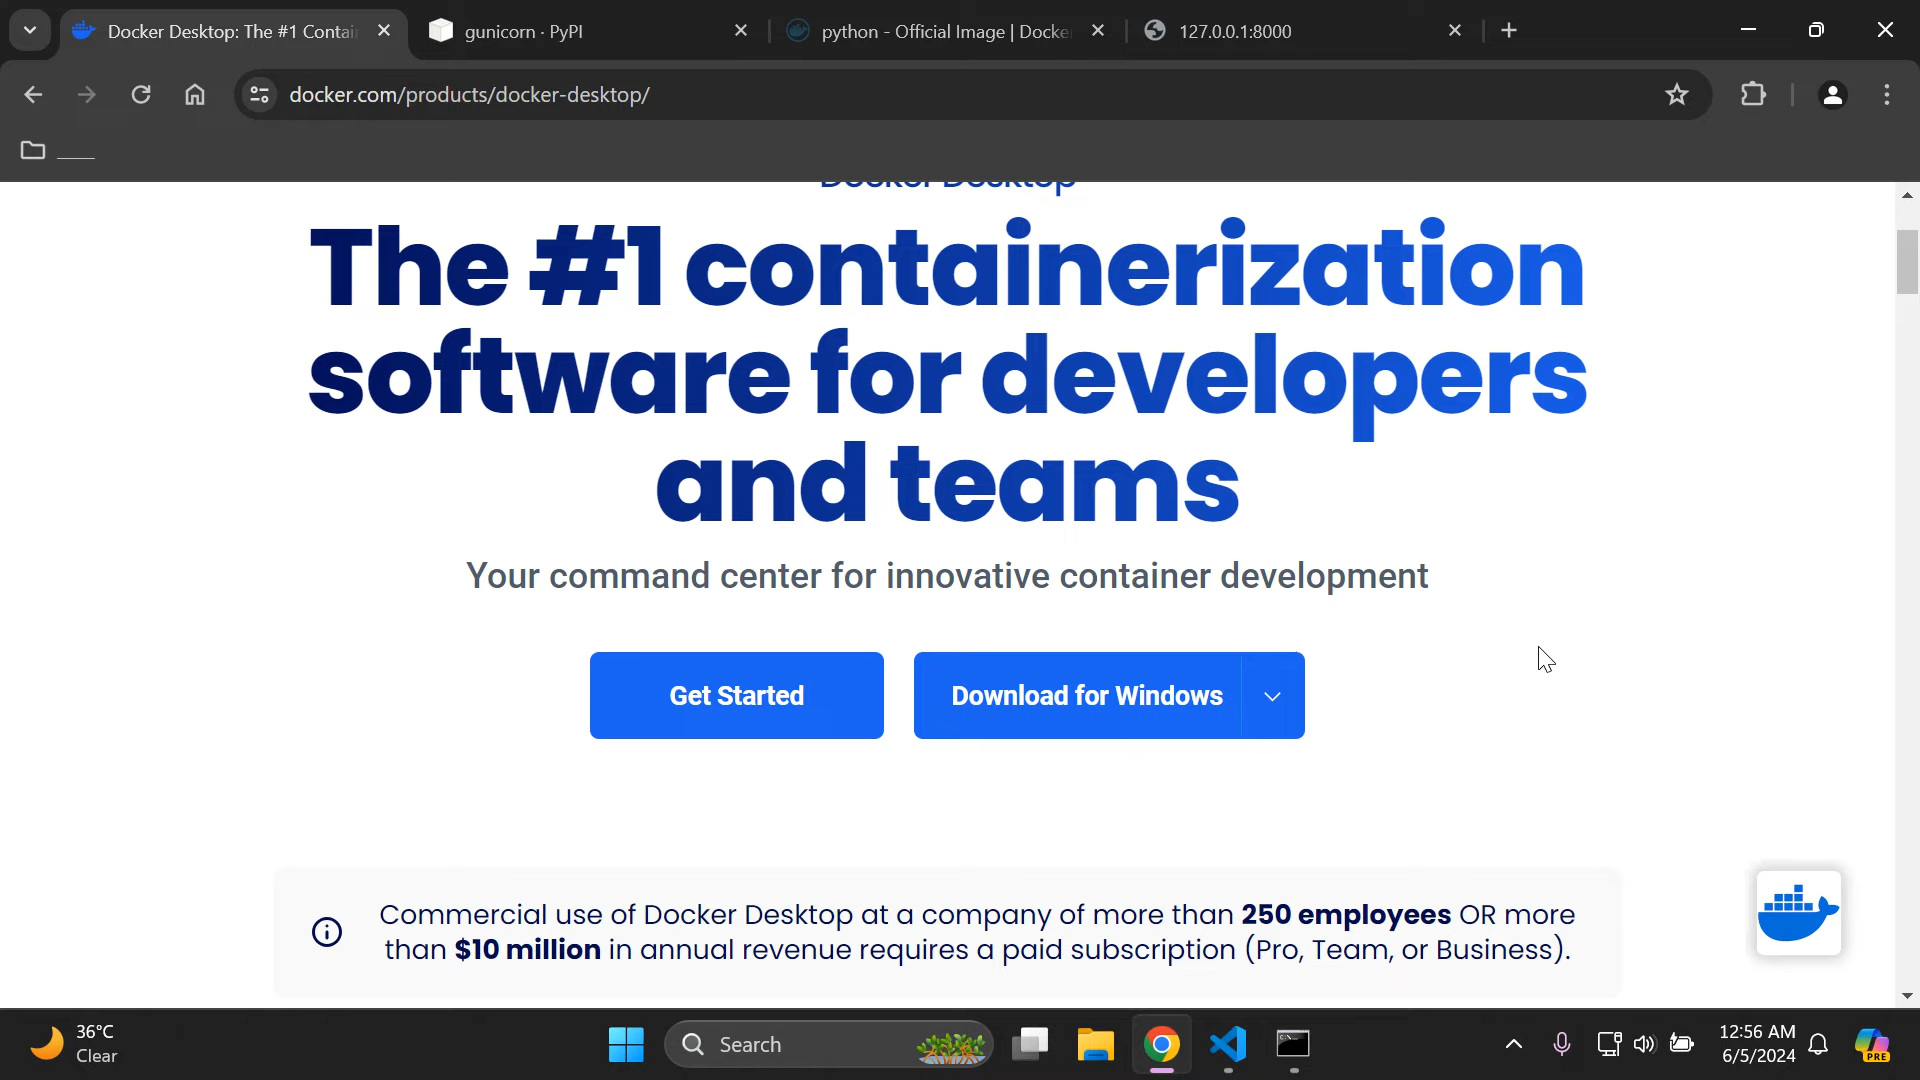 Docker Desktop: The #1 Contai
gunicorn · PyPI
python - Official Image | Docke
127.0.0.1:8000
docker.com/products/docker-desktop/
Docker Desktop
The #1 containerization
software for developers
and teams
Your command center for innovative container development
Get Started
Download for Windows
Commercial use of Docker Desktop at a company of more than 250 employees OR more
than $10 million in annual revenue requires a paid subscription (Pro, Team, or Business).
36°C
Clear
Search
12:56 AM
6/5/2024
PRE